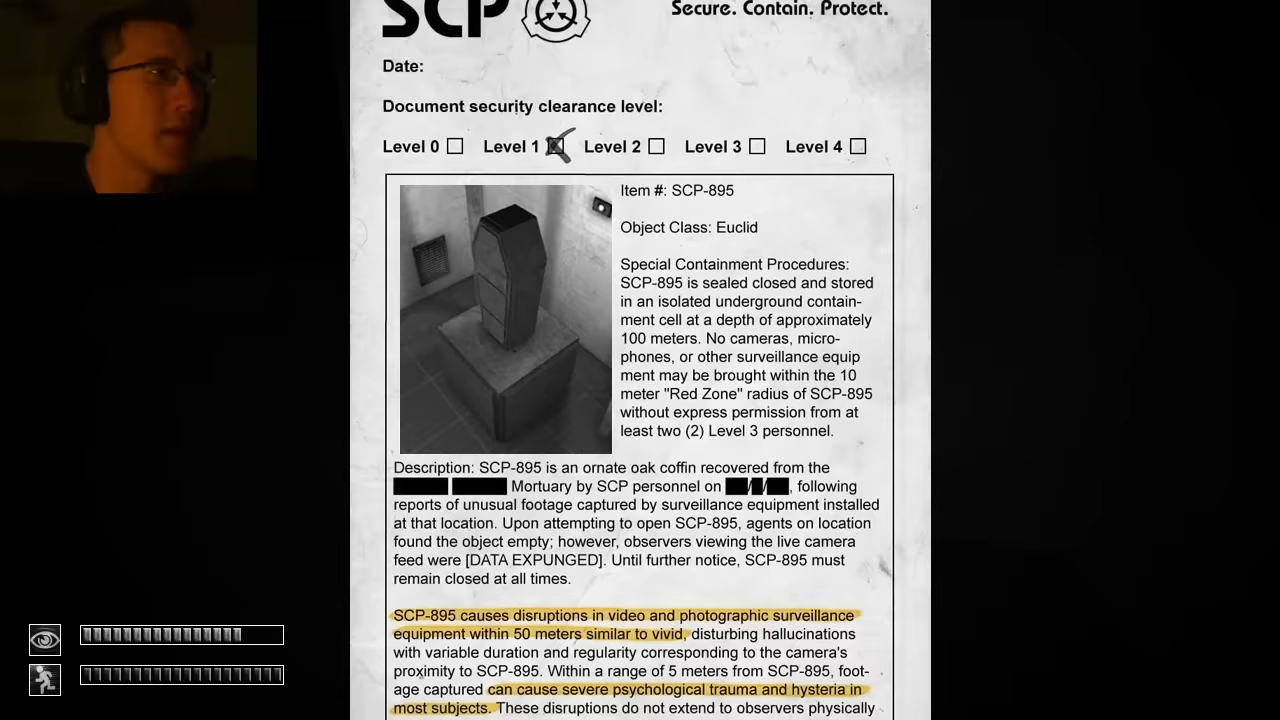 SCP
Secure. Contain. Protect.
Date:
Document security clearance level:
Level 0 Level 1 Level 2 Level 3 Level 4
Item #: SCP-895
Object Class: Euclid
Special Containment Procedures:
SCP-895 is sealed closed and stored
in an isolated underground contain-
ment cell at a depth of approximately
100 meters. No cameras, micro-
phones, or other surveillance equip
ment may be brought within the 10
meter "Red Zone" radius of SCP-895
without express permission from at
least two (2) Level 3 personnel.
Description: SCP-895 is an ornate oak coffin recovered from the
Mortuary by SCP personnel on / / , following
reports of unusual footage captured by surveillance equipment installed
at that location. Upon attempting to open SCP-895, agents on location
found the object empty; however, observers viewing the live camera
feed were [DATA EXPUNGED]. Until further notice, SCP-895 must
remain closed at all times.
SCP-895 causes disruptions in video and photographic surveillance
equipment within 50 meters similar to vivid, disturbing hallucinations
with variable duration and regularity corresponding to the camera's
proximity to SCP-895. Within a range of 5 meters from SCP-895, foot-
age captured can cause severe psychological trauma and hysteria in
most subjects. These disruptions do not extend to observers physically